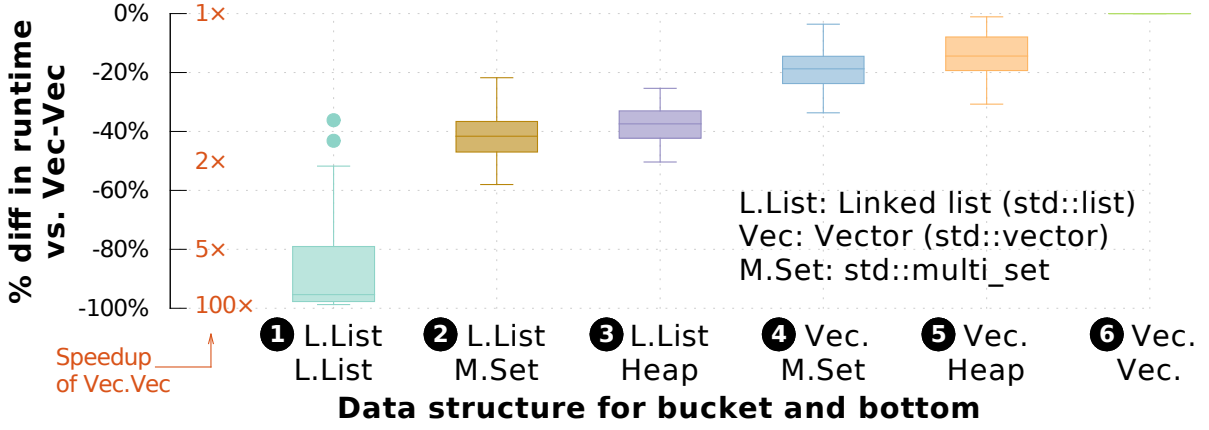 % diff in runtime
vs. Vec-Vec
0%
-20%
-40%
-60%
-80%
-100%
1×
2×
5×
100×
Speedup
of Vec.Vec
L.List: Linked list (std::list)
Vec: Vector (std::vector)
M.Set: std::multi_set
1 L.List
L.List
2 L.List
M.Set
3 L.List
Heap
4 Vec.
M.Set
5 Vec.
Heap
6 Vec.
Vec.
Data structure for bucket and bottom